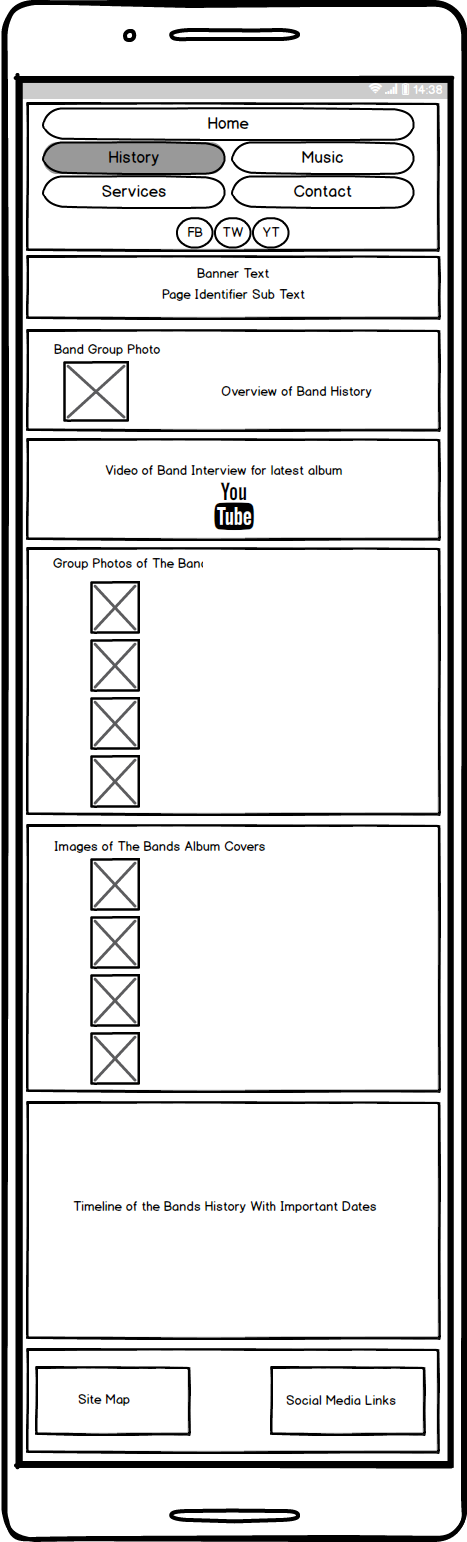 14:38
Home
History Music
Services Contact
FB TW YT
Banner Text
Page Identifier Sub Text
Band Group Photo
Overview of Band History
Video of Band Interview for latest album
You
Tube
Group Photos of The Band
Images of The Bands Album Covers
Timeline of the Bands History With Important Dates
Site Map Social Media Links